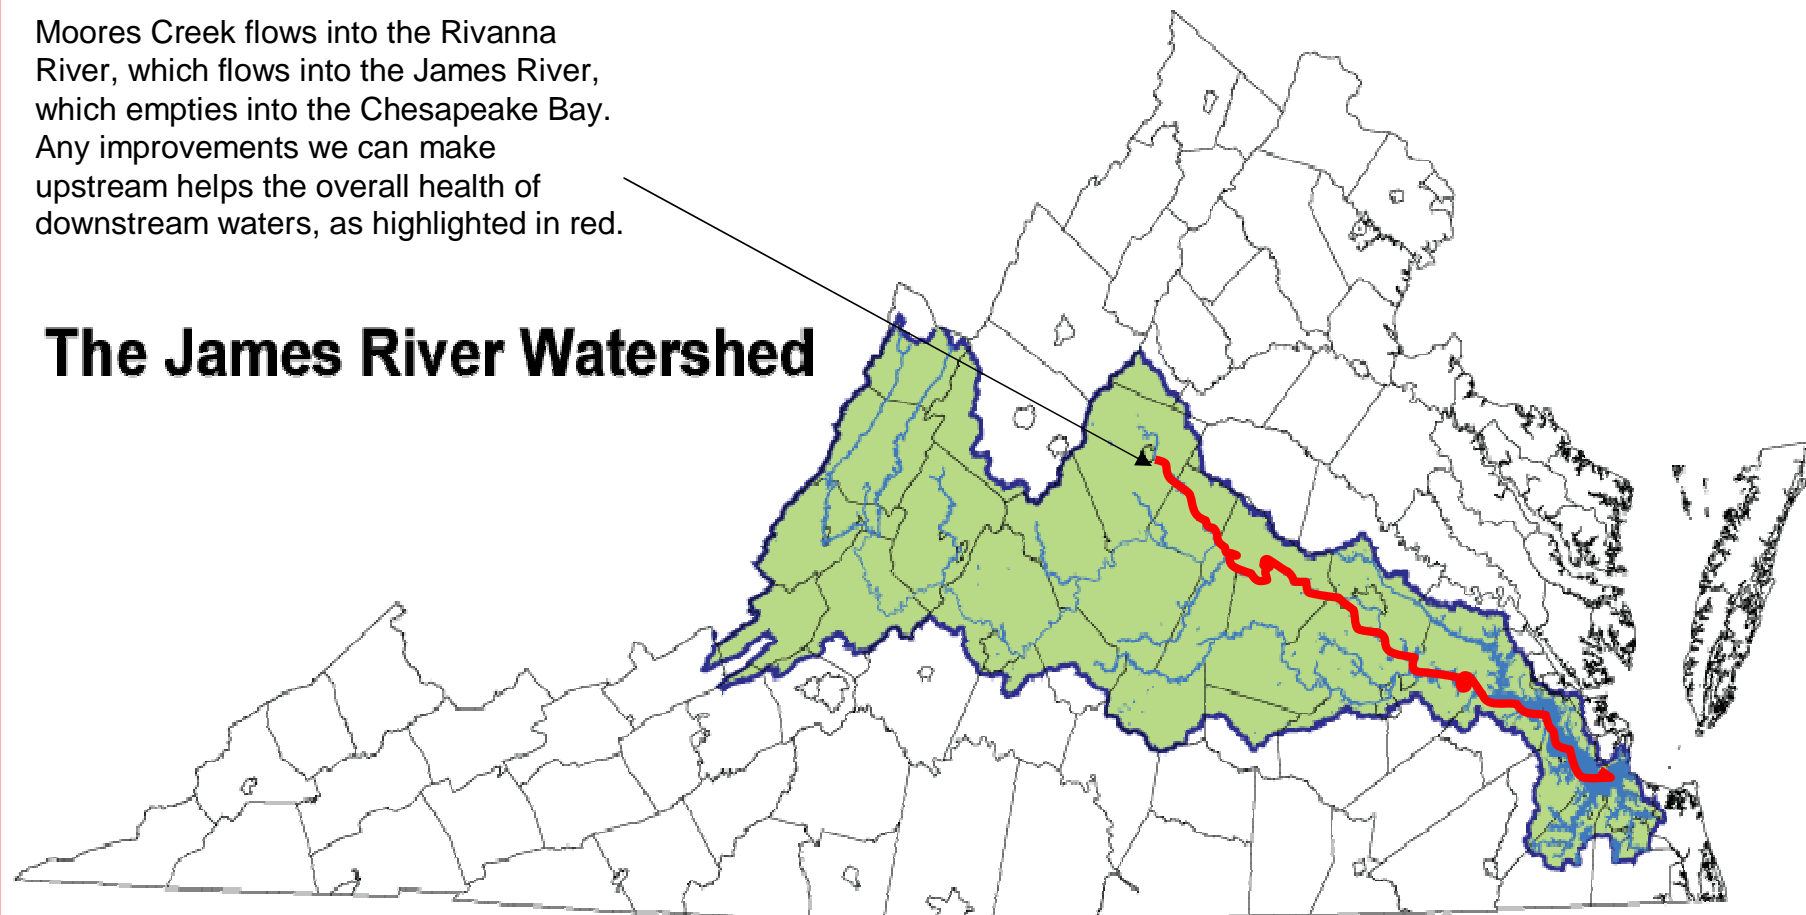 Moores Creek flows into the Rivanna
River, which flows into the James River,
which empties into the Chesapeake Bay.
Any improvements we can make
upstream helps the overall health of
downstream waters, as highlighted in red.
The James River Watershed